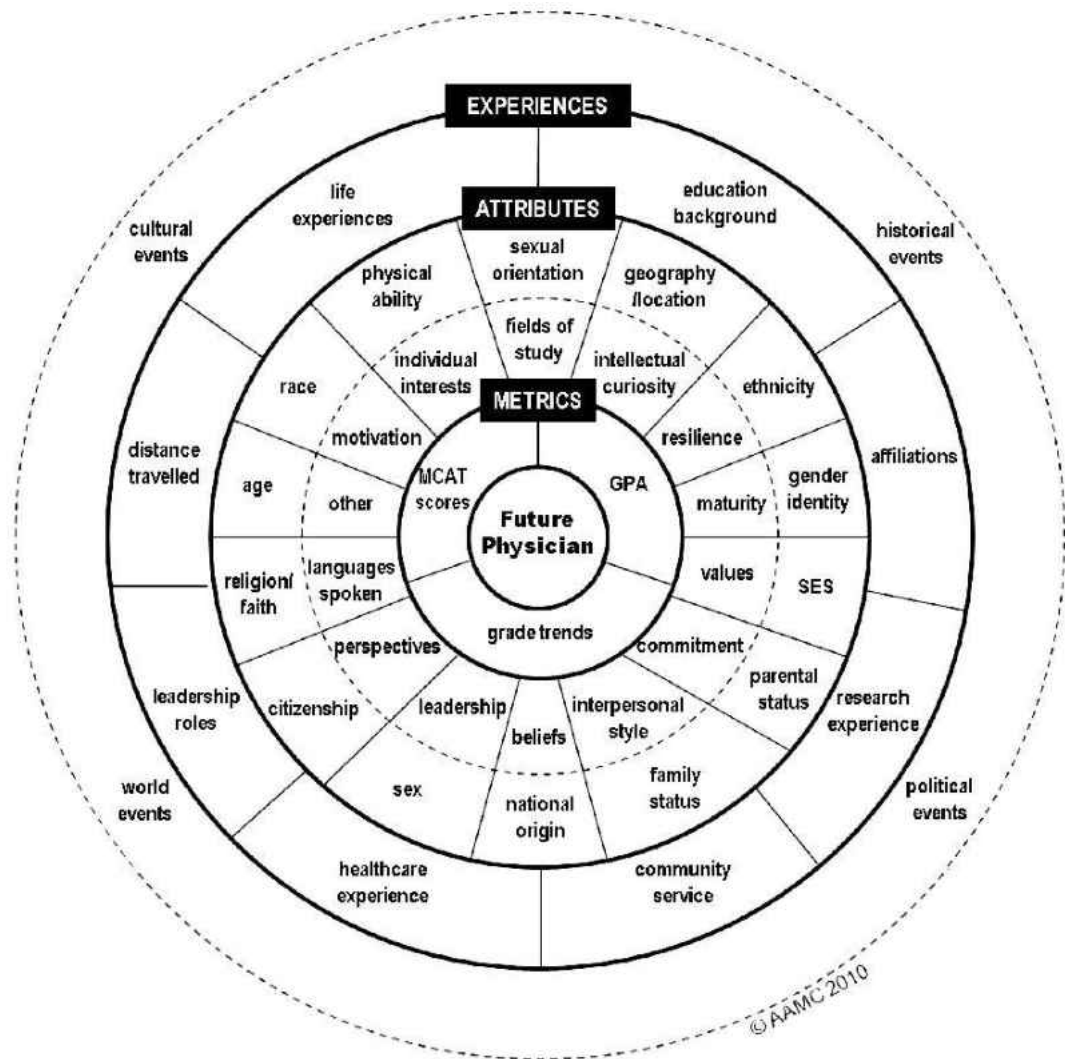 EXPERIENCES
life
experiences
education
background
cultural
events
historical
events
ATTRIBUTES
sexual
orientation
physical
ability
geography
/location
fields of
study
individual
interests
intellectual
curiosity
race
ethnicity
METRICS
motivation
resilience
distance
travelled
affiliations
age
other
MCAT
scores
GPA
maturity
gender
identity
Future
Physician
religion/
faith
languages
spoken
values
SES
grade trends
perspectives
commitment
parental
status
leadership
roles
citizenship
leadership
beliefs
interpersonal
style
research
experience
world
events
sex
national
origin
family
status
political
events
healthcare
experience
community
service
© AAMC 2010